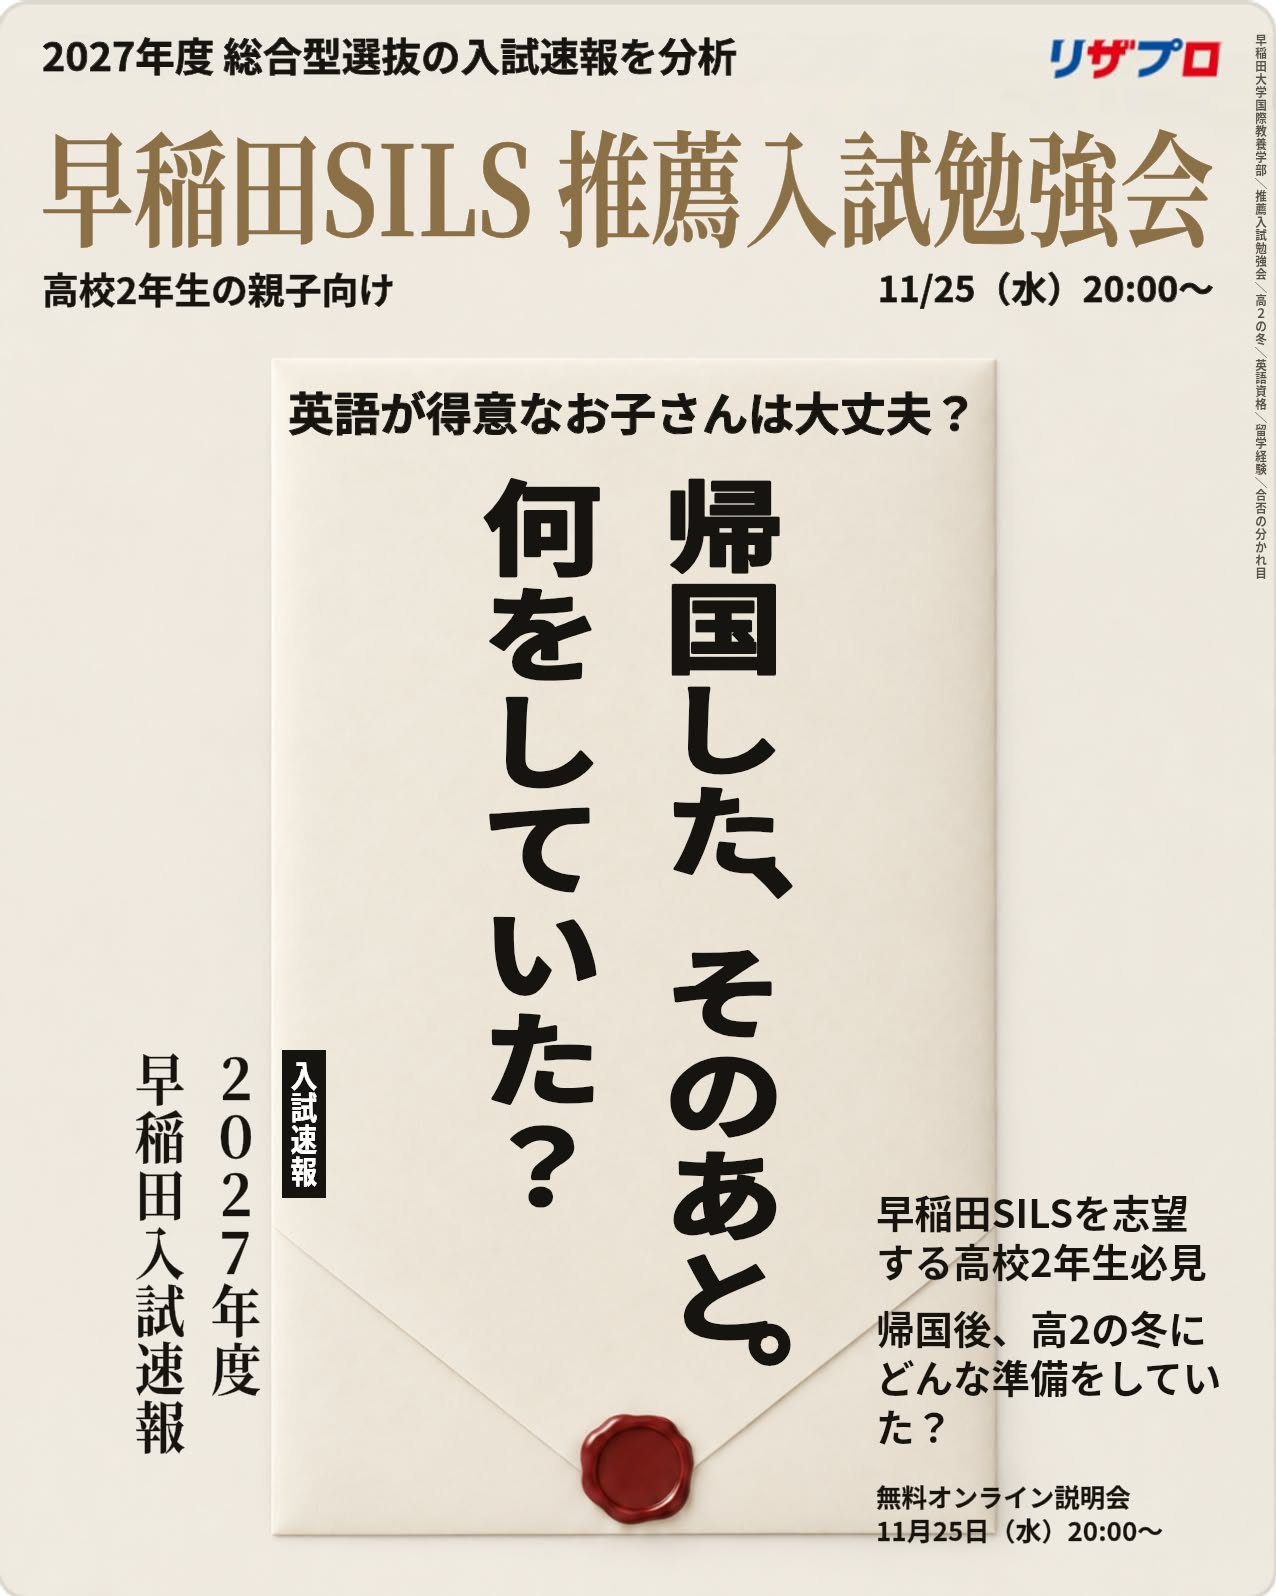 2027年度 総合型選抜の入試速報を分析
リザプロ
早稲田SILS 推薦入試勉強会
高校2年生の親子向け
11/25（水）20:00〜
早稲田大学国際教養学部／推薦入試勉強会／高2の冬／英語資格／留学経験／合否の分かれ目
英語が得意なお子さんは大丈夫？
帰国した、そのあと。
何をしていた？
入試速報
2027年度
早稲田入試速報
早稲田SILSを志望
する高校2年生必見
帰国後、高2の冬に
どんな準備をしてい
た？
無料オンライン説明会
11月25日（水）20:00〜